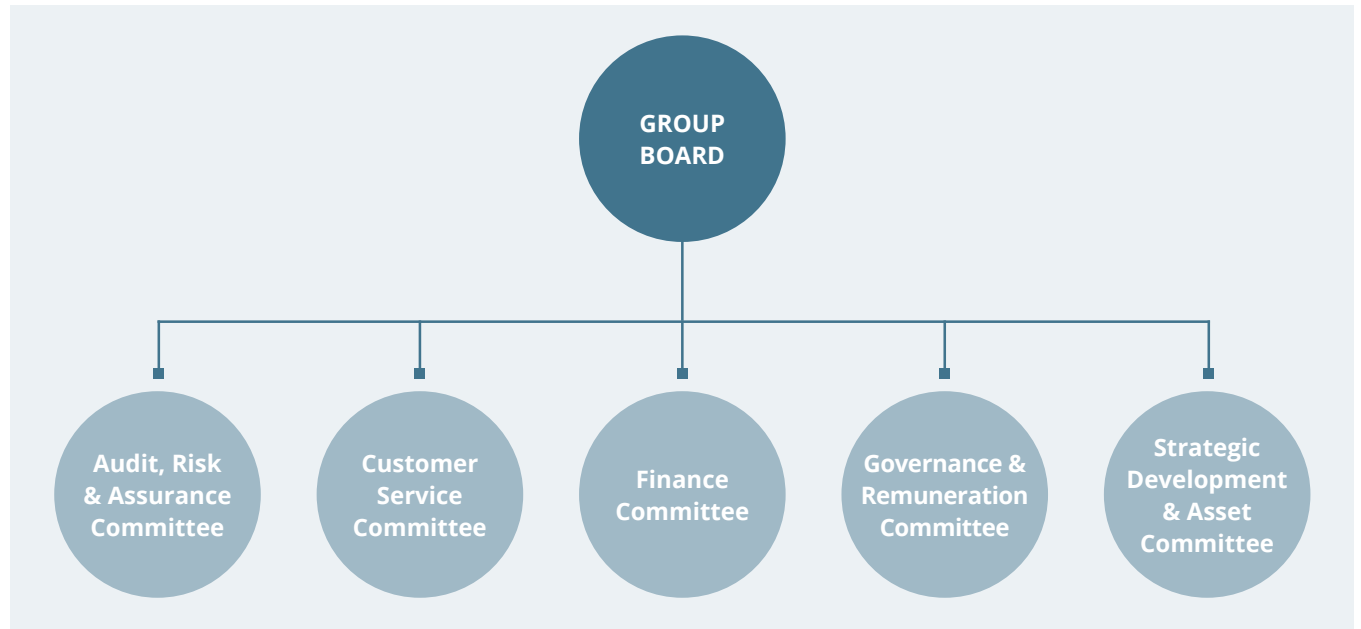 GROUP
BOARD
Audit, Risk
& Assurance
Committee
Customer
Service
Committee
Finance
Committee
Governance &
Remuneration
Committee
Strategic
Development
& Asset
Committee